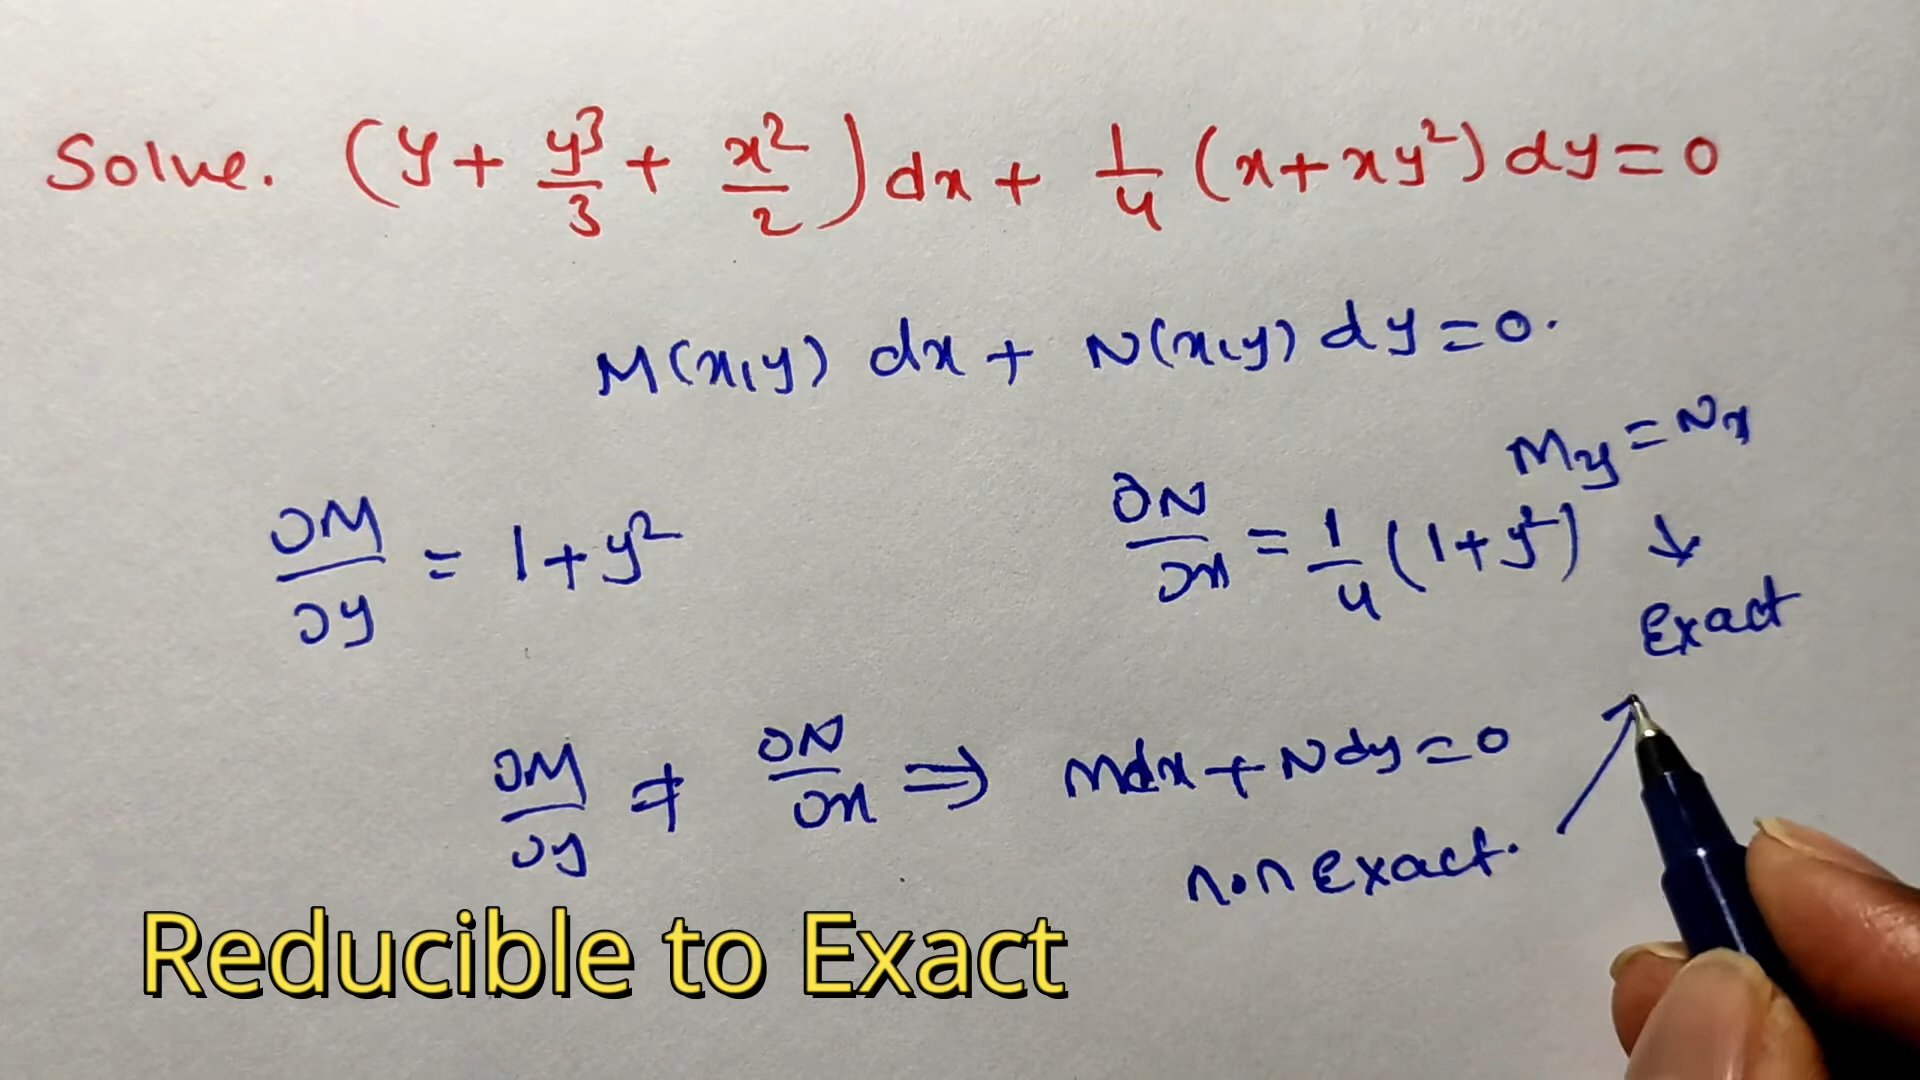 Solve. (y + y³/3 + x²/2) dx + 1/4 (x + xy²) dy = 0
M(x,y) dx + N(x,y) dy = 0.
My = Nx
∂M/∂y = 1 + y²
∂N/∂x = 1/4 (1 + y²)
↓
Exact
∂M/∂y ≠ ∂N/∂x ⇒ Mdx + Ndy = 0
non exact.
Reducible to Exact